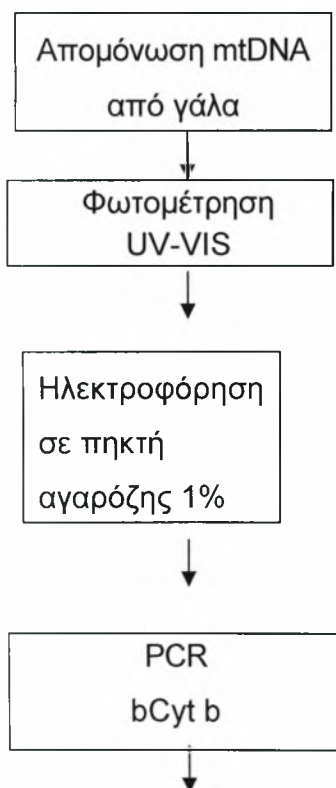 Απομόνωση mtDNA
από γάλα
Φωτομέτρηση
UV-VIS
Ηλεκτροφόρηση
σε πηκτή
αγαρόζης 1%
PCR
bCyt b